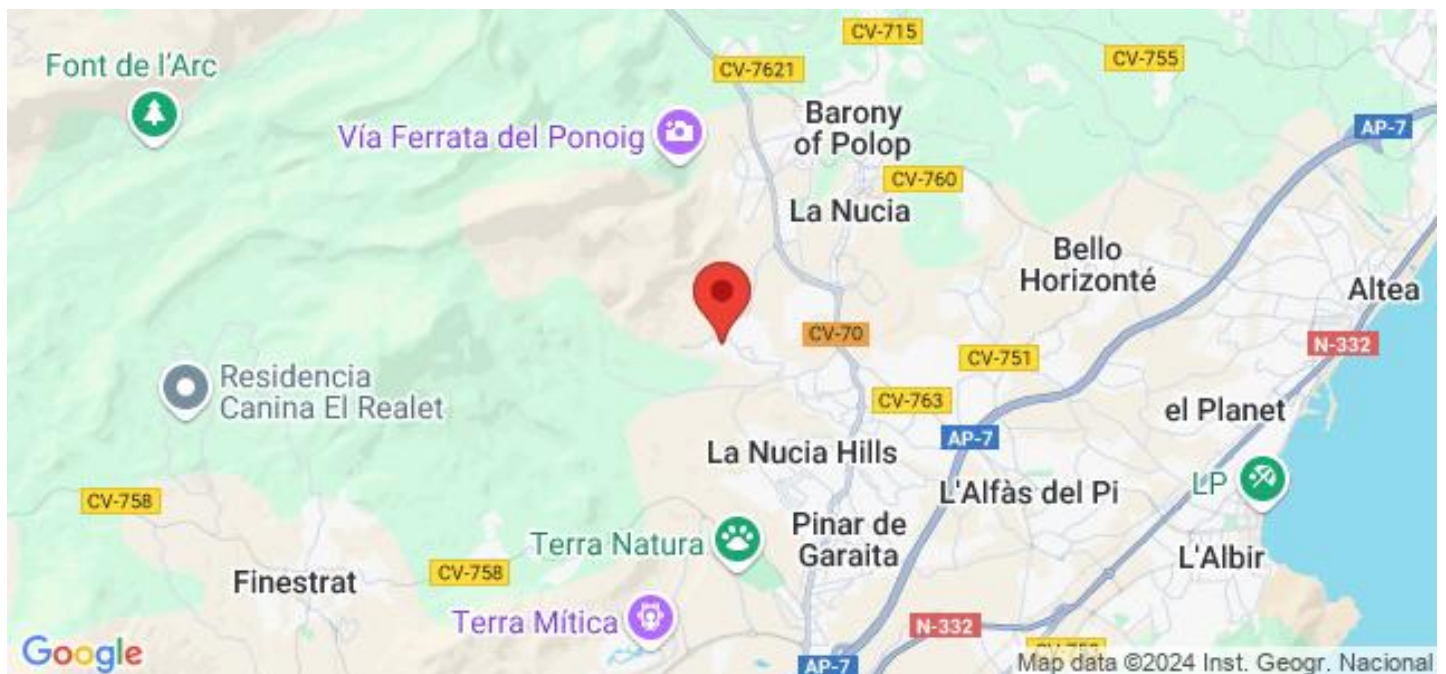 CV-715
CV-755
Font de l'Arc
CV-7621
Barony
of Polop
AP-7
Vía Ferrata del Ponoig
CV-760
La Nucia
Bello
Horizonté
Altea
CV-70
N-332
CV-751
Residencia
Canina El Realet
CV-763
el Planet
AP-7
La Nucia Hills
LP
CV-758
L'Alfàs del Pi
Pinar de
Garaita
Terra Natura
L'Albir
CV-758
Finestrat
Terra Mítica
N-332
Google
AP-7
Map data ©2024 Inst. Geogr. Nacional